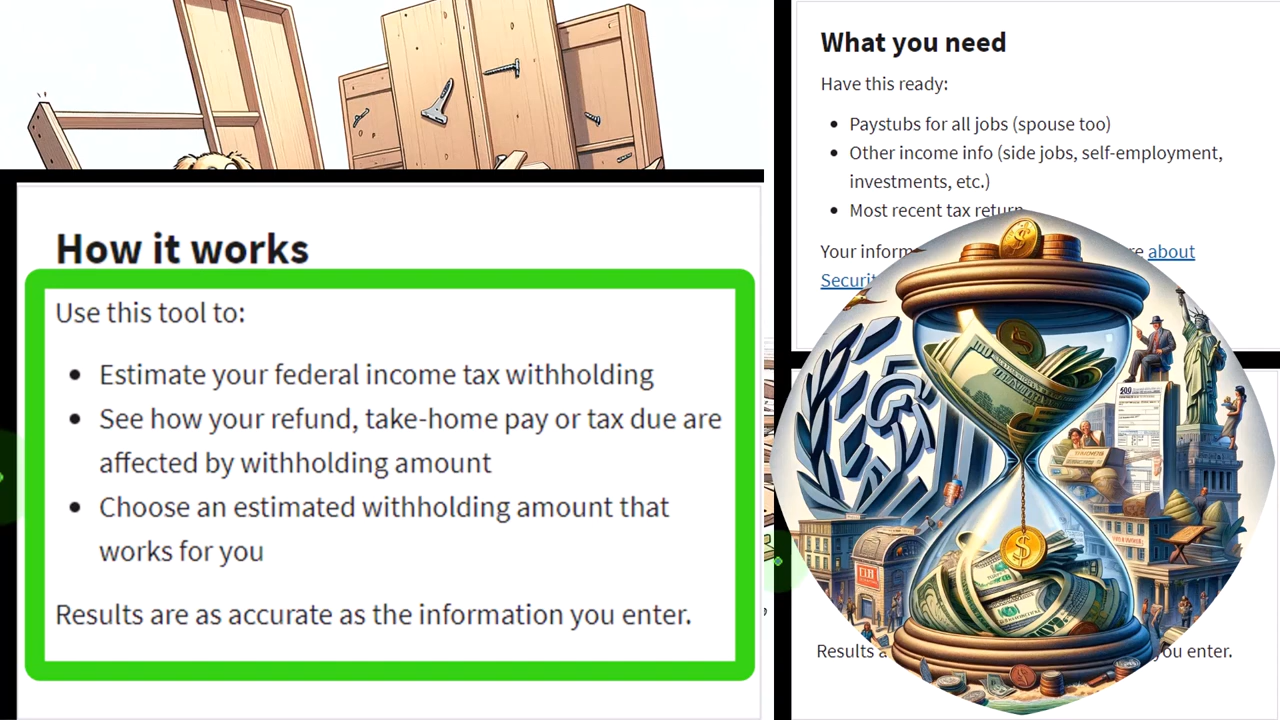 How it works
Use this tool to:
Estimate your federal income tax withholding
See how your refund, take-home pay or tax due are
affected by withholding amount
Choose an estimated withholding amount that
works for you
Results are as accurate as the information you enter.
What you need
Have this ready:
Paystubs for all jobs (spouse too)
Other income info (side jobs, self-employment,
investments, etc.)
Most recent tax return
Your about
Results you enter.